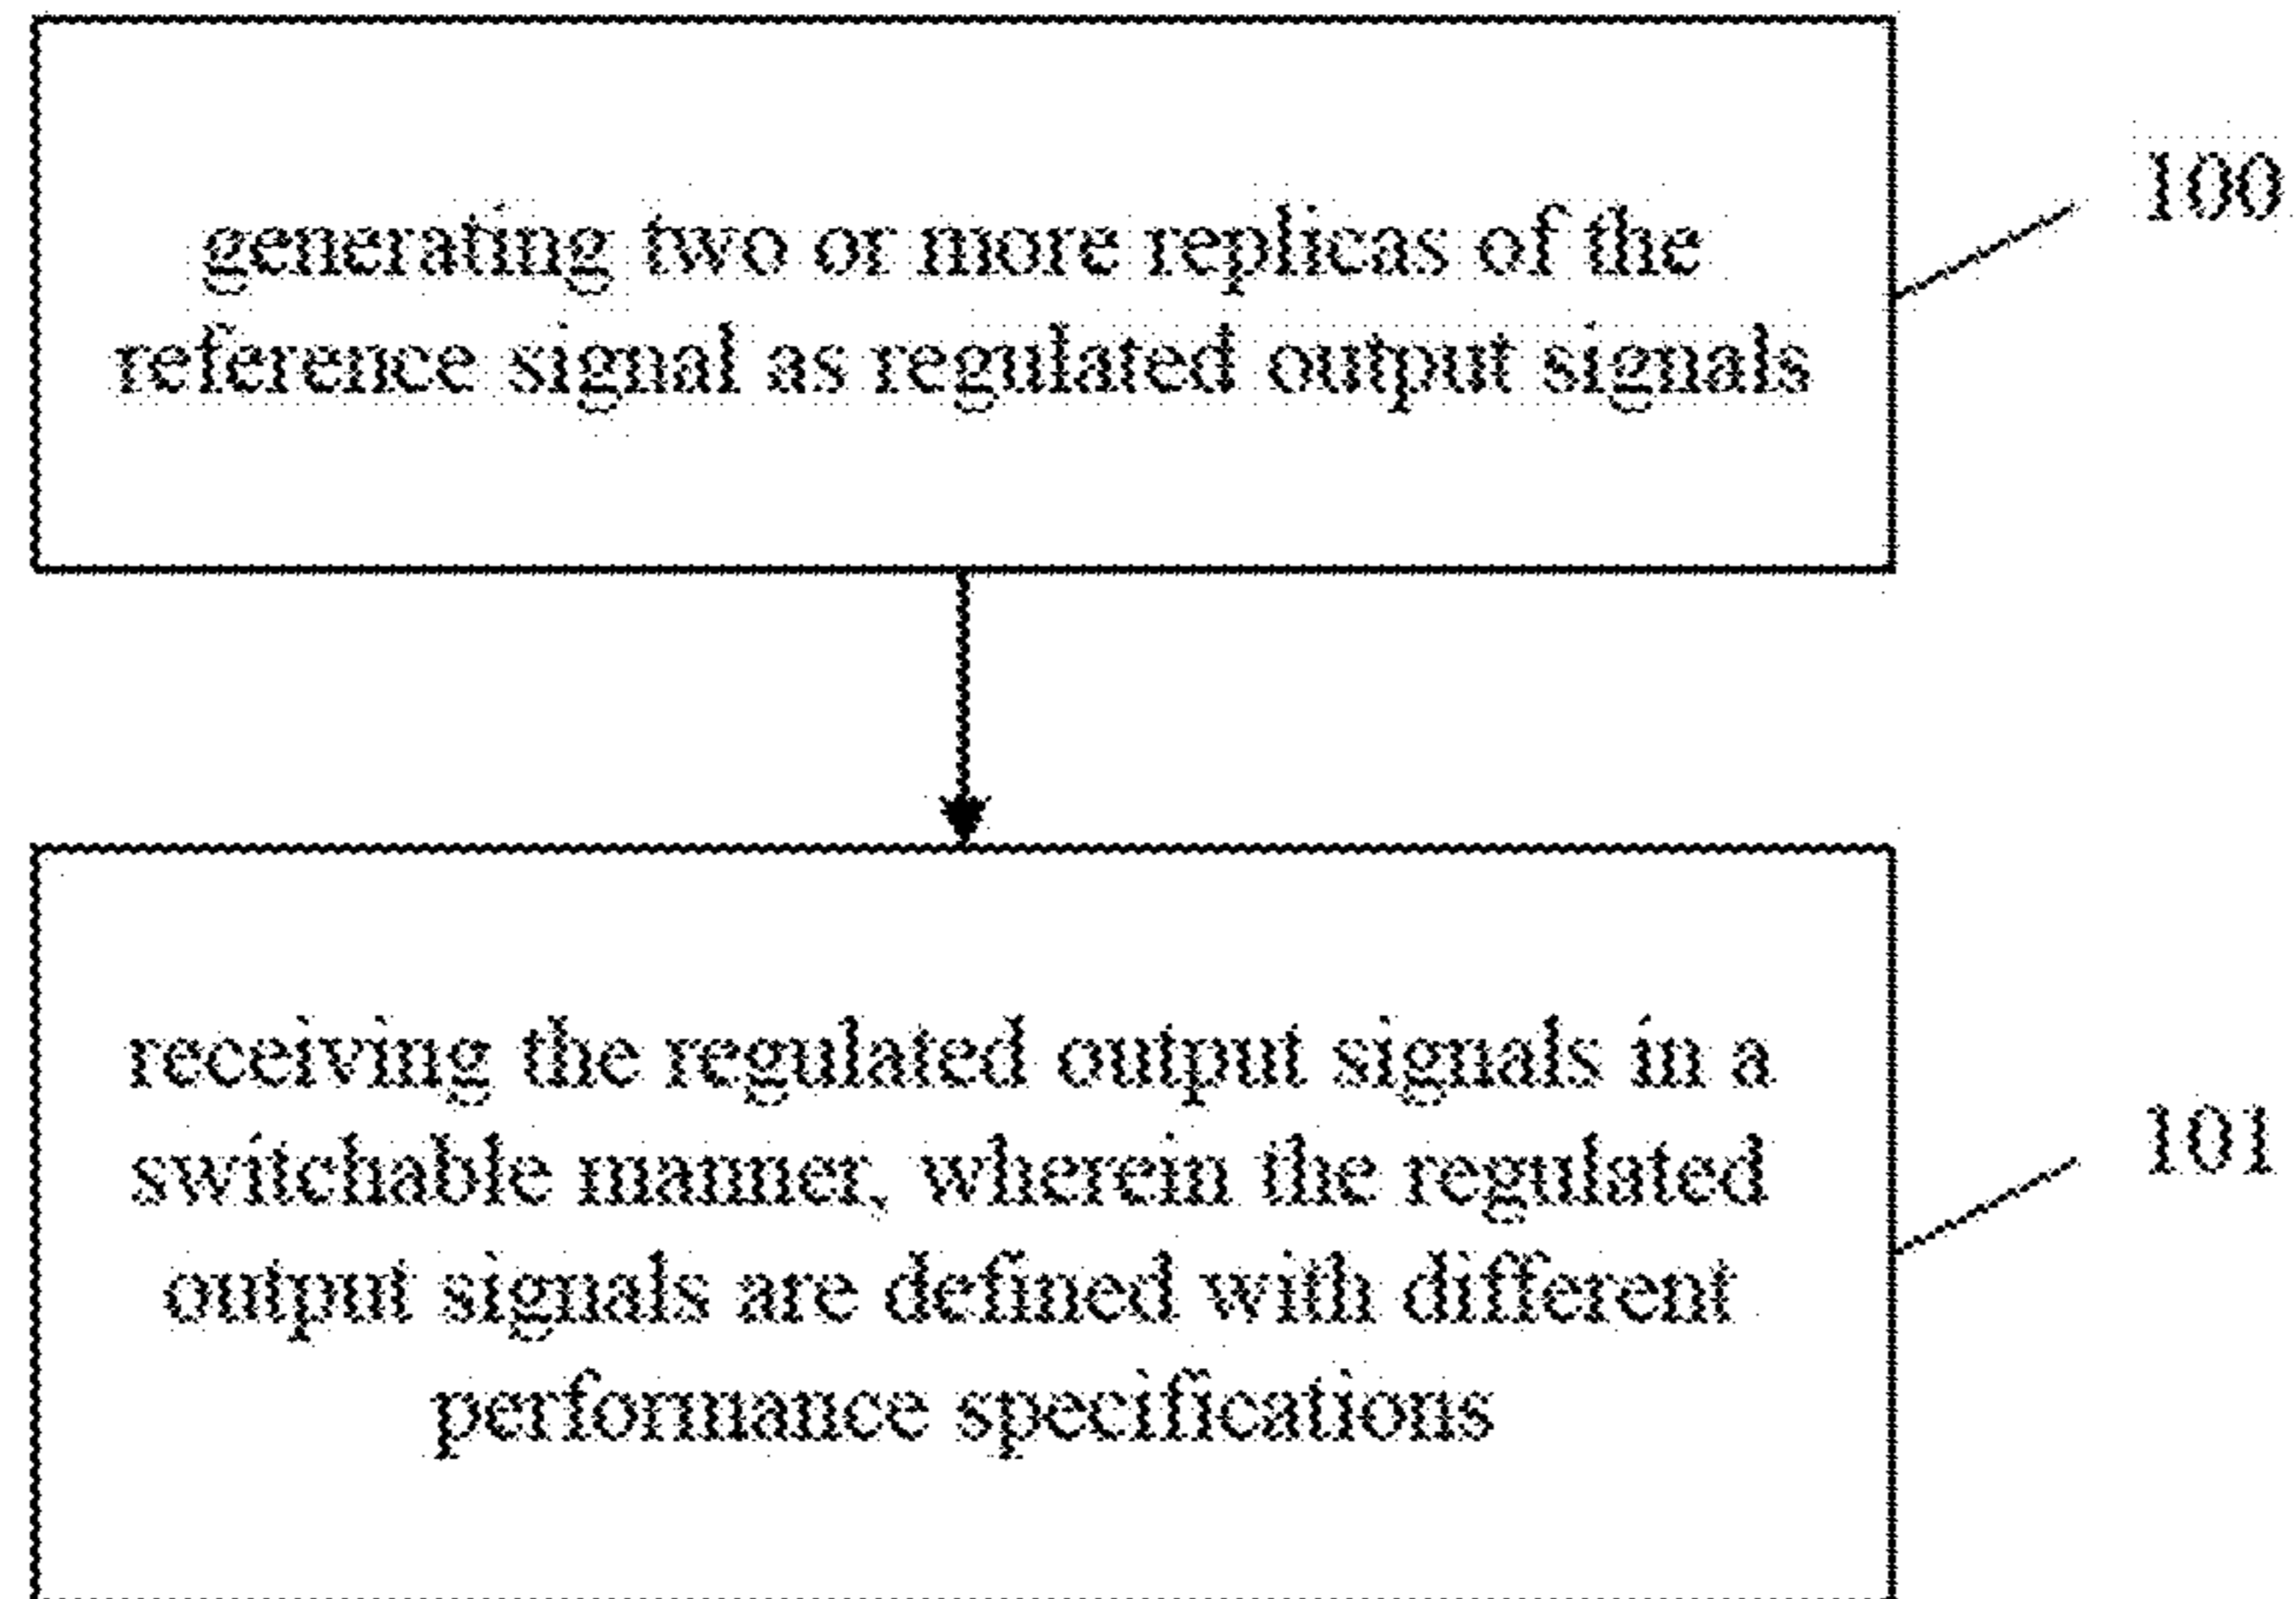 generating two or more replicas of the
reference signal as regulated output signals
100
receiving the regulated output signals in a
switchable manner, wherein the regulated
output signals are defined with different
performance specifications
101